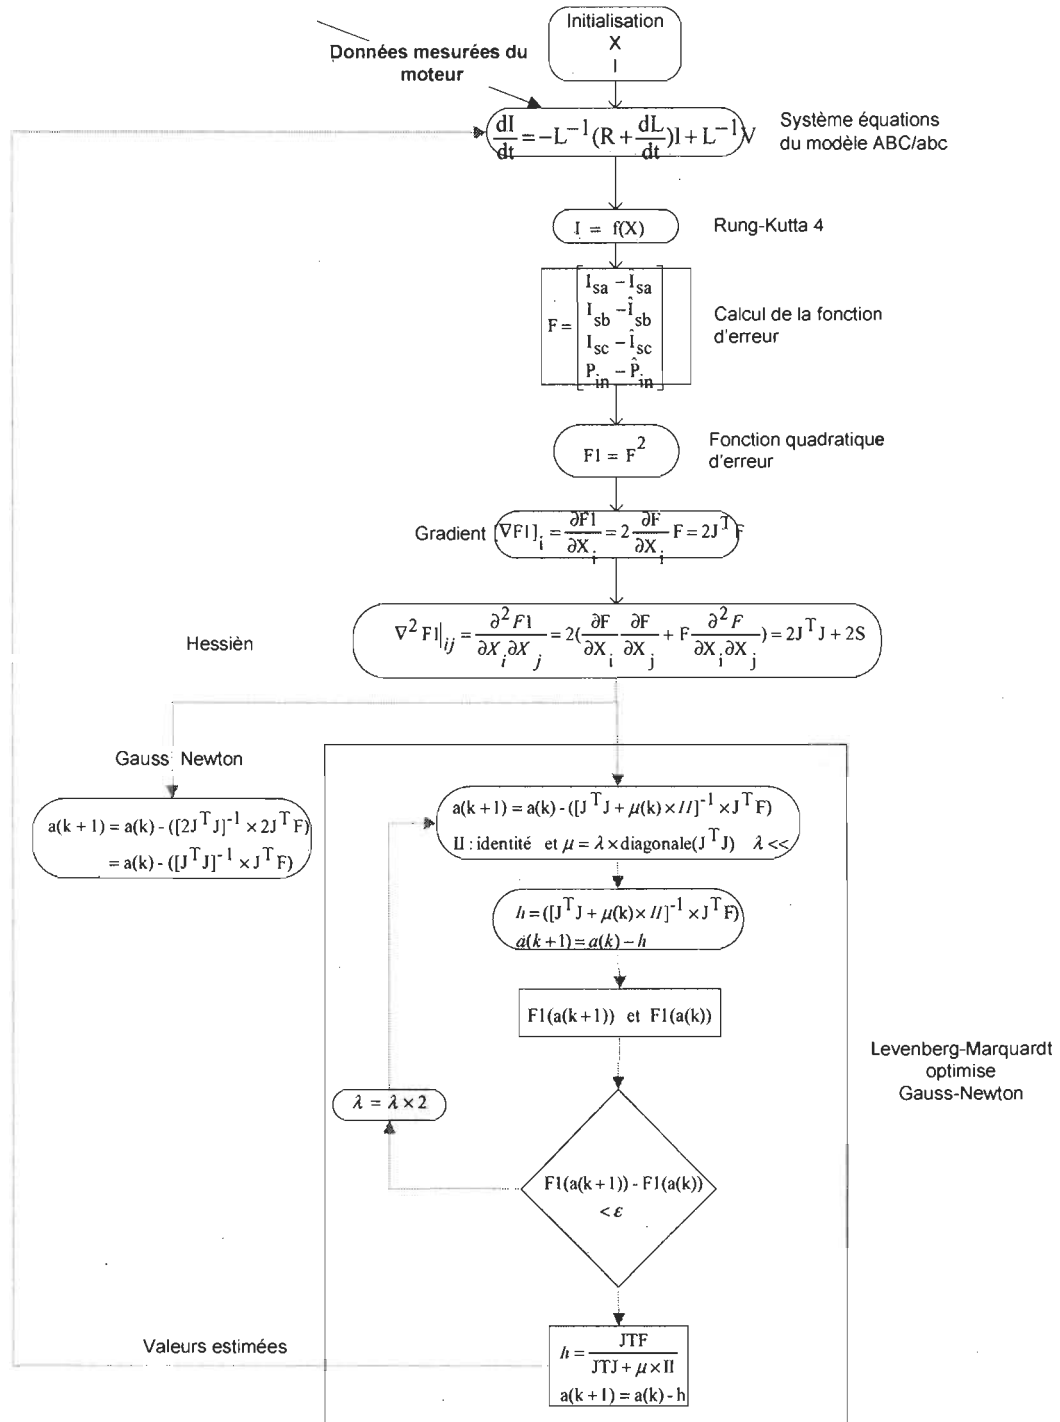 Initialisation
X
I
Données mesurées du
moteur
dI/dt = -L^-1 (R + dL/dt)I + L^-1 V
Système équations
du modèle ABC/abc
I = f(X)
Rung-Kutta 4
F = [I_sa - Î_sa
I_sb - Î_sb
I_sc - Î_sc
P_in - P̂_in]
Calcul de la fonction
d'erreur
F1 = F^2
Fonction quadratique
d'erreur
Gradient [∇F1]_i = ∂F1/∂X_i = 2 ∂F/∂X_i F = 2J^T F
Hessièn
∇^2 F1|_ij = ∂^2 F1/∂X_i ∂X_j = 2(∂F/∂X_i ∂F/∂X_j + F ∂^2 F/∂X_i ∂X_j) = 2J^T J + 2S
Gauss Newton
a(k + 1) = a(k) - ([2J^T J]^-1 × 2J^T F)
= a(k) - ([J^T J]^-1 × J^T F)
a(k + 1) = a(k) - ([J^T J + μ(k) × II]^-1 × J^T F)
II : identité et μ = λ × diagonale(J^T J) λ <<
h = ([J^T J + μ(k) × II]^-1 × J^T F)
a(k + 1) = a(k) - h
F1(a(k + 1)) et F1(a(k))
Levenberg-Marquardt
optimise
Gauss-Newton
λ = λ × 2
F1(a(k + 1)) - F1(a(k))
< ε
Valeurs estimées
h = JTF/JTJ + μ × II
a(k + 1) = a(k) - h